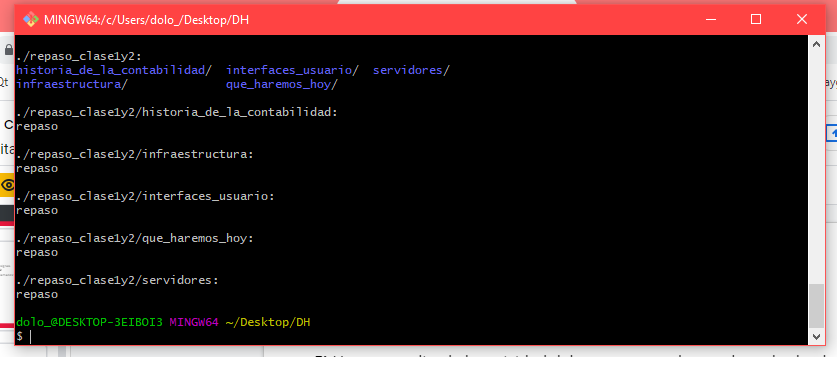 MINGW64:/c/Users/dolo_/Desktop/DH
./repaso_clase1y2:
historia_de_la_contabilidad/  interfaces_usuario/  servidores/
infraestructura/              que_haremos_hoy/
./repaso_clase1y2/historia_de_la_contabilidad:
repaso
./repaso_clase1y2/infraestructura:
repaso
./repaso_clase1y2/interfaces_usuario:
repaso
./repaso_clase1y2/que_haremos_hoy:
repaso
./repaso_clase1y2/servidores:
repaso
dolo_@DESKTOP-3EIBOI3 MINGW64 ~/Desktop/DH
$